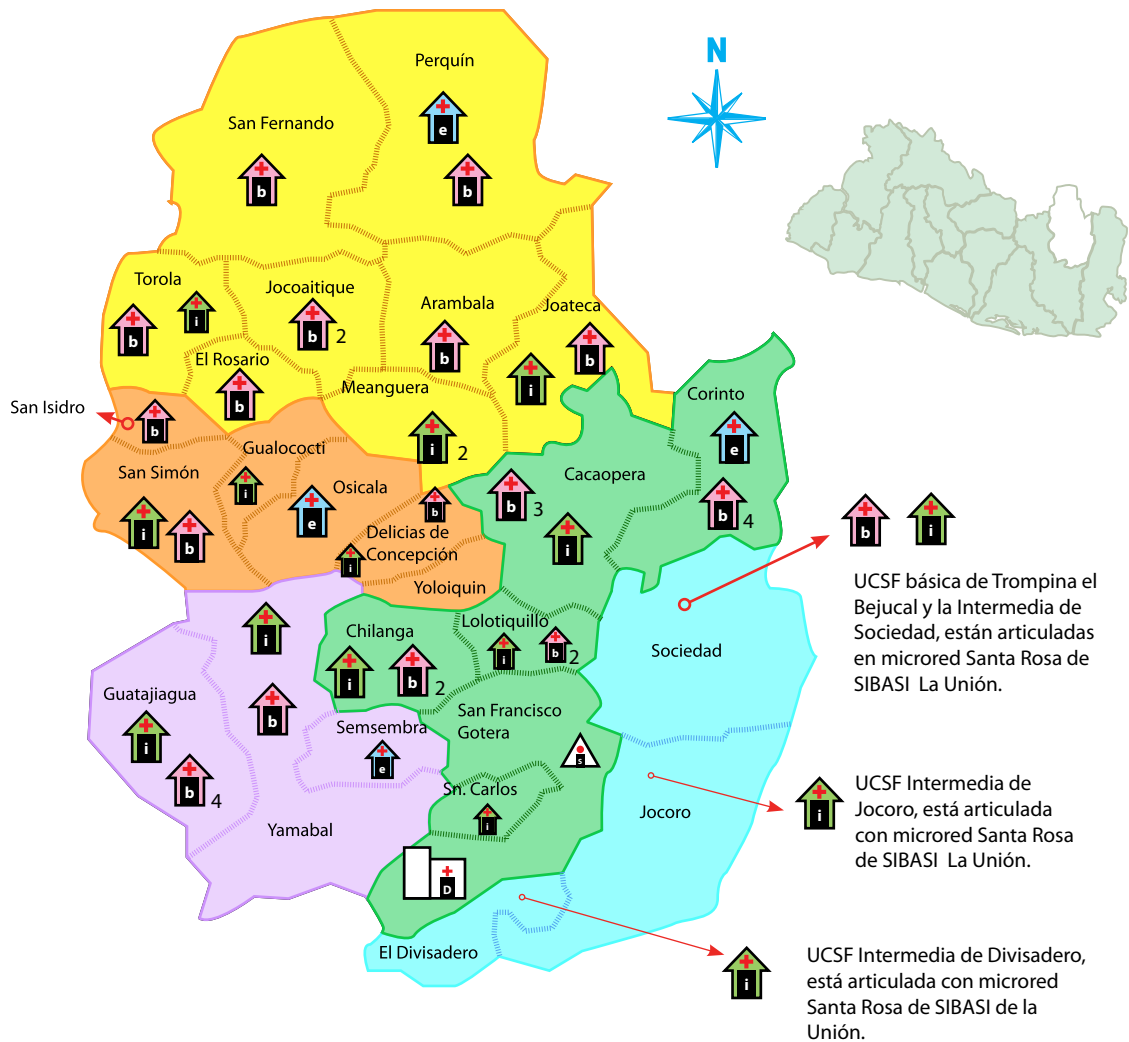 N
Perquín
e
San Fernando
b
b
Torola
Jocoaitique
Arambala
Joateca
b
i
b
2
b
b
El Rosario
i
Meanguera
b
Corinto
San Isidro
b
i
2
e
Gualococti
San Simón
Cacaopera
i
Osicala
b
3
b
4
e
b
i
b
i
Delicias de
Concepción
i
Yoloiquin
b
i
UCSF básica de Trompina el
Bejucal y la Intermedia de
Sociedad, están articuladas
en microred Santa Rosa de
SIBASI La Unión.
i
Chilanga
Lolotiquillo
Sociedad
i
b
2
i
b
2
Guatajiagua
b
San Francisco
Gotera
i
Semsembra
e
s
b
4
Sn. Carlos
i
Yamabal
Jocoro
i
UCSF Intermedia de
Jocoro, está articulada
con microred Santa Rosa
de SIBASI La Unión.
D
El Divisadero
i
UCSF Intermedia de Divisadero,
está articulada con microred
Santa Rosa de SIBASI de la
Unión.